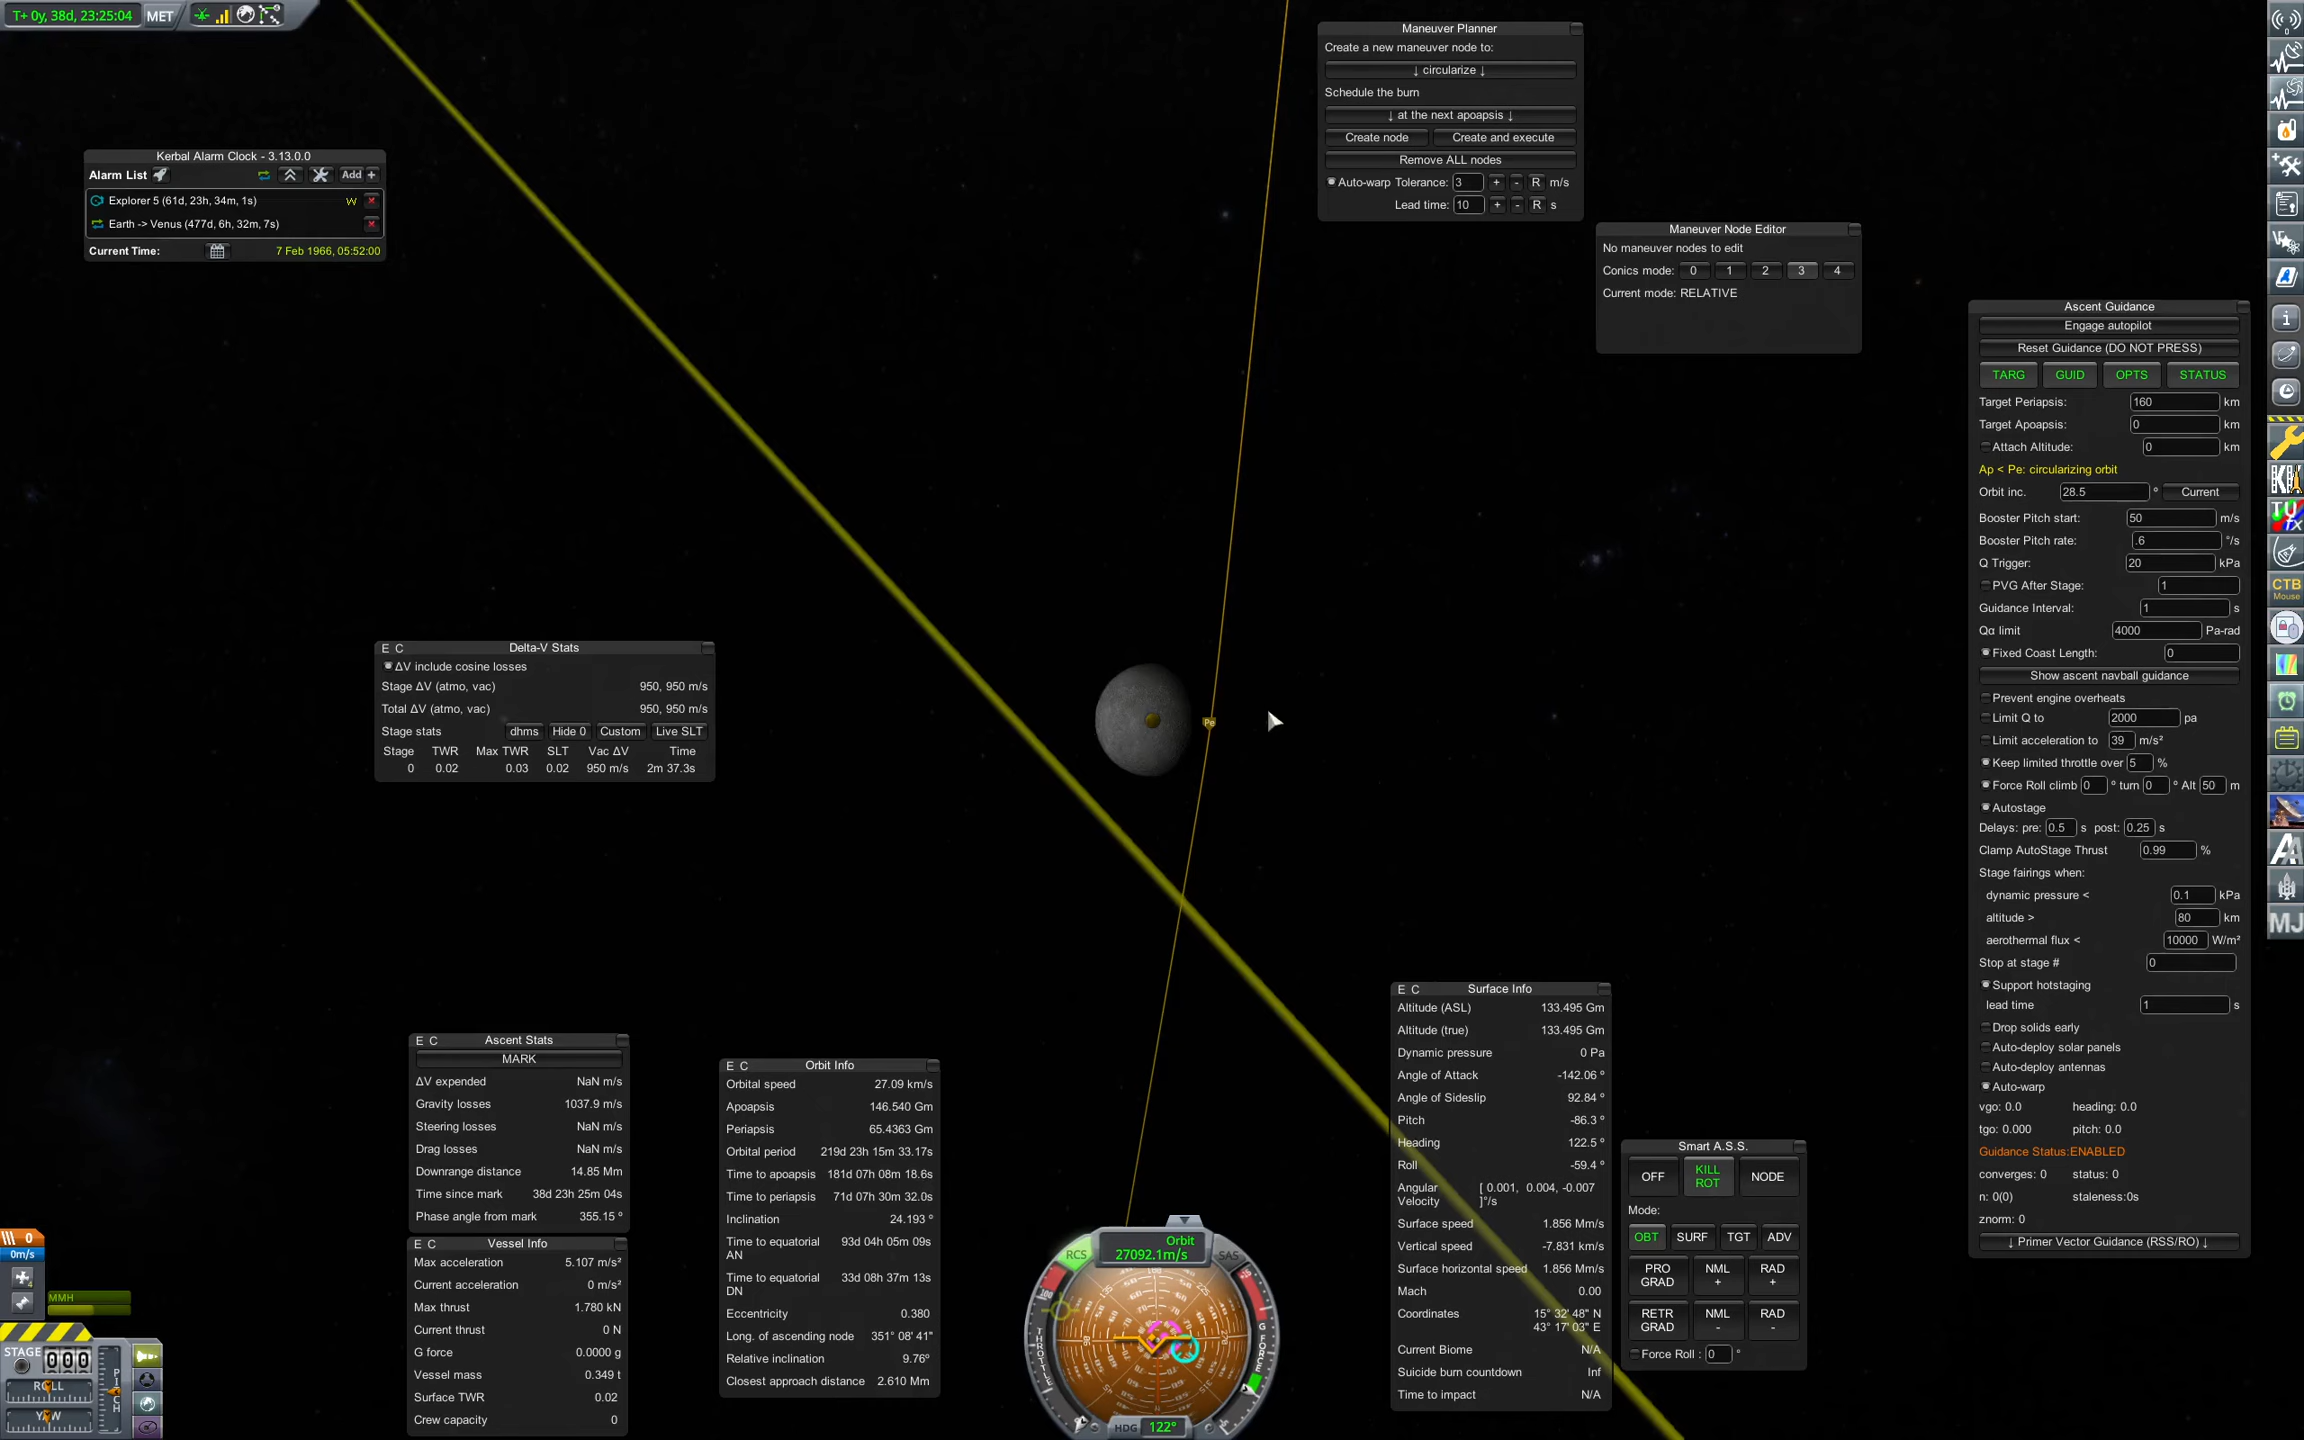 T+ 0y, 38d, 23:25:04 MET
Kerbal Alarm Clock - 3.13.0.0
Alarm List Add +
Explorer 5 (61d, 23h, 34m, 1s) W
Earth -> Venus (477d, 6h, 32m, 7s)
Current Time: 7 Feb 1966, 05:52:00
Maneuver Planner
Create a new maneuver node to:
↓ circularize ↓
Schedule the burn
↓ at the next apoapsis ↓
Create node Create and execute
Remove ALL nodes
Auto-warp Tolerance: 3 + - R m/s
Lead time: 10 + - R s
Maneuver Node Editor
No maneuver nodes to edit
Conics mode: 0 1 2 3 4
Current mode: RELATIVE
Ascent Guidance
Engage autopilot
Reset Guidance (DO NOT PRESS)
TARG GUID OPTS STATUS
Target Periapsis: 160 km
Target Apoapsis: 0 km
Attach Altitude: 0 km
Ap < Pe: circularizing orbit
Orbit inc. 28.5 º Current
Booster Pitch start: 50 m/s
Booster Pitch rate: .6 °/s
Q Trigger: 20 kPa
PVG After Stage: 1
Guidance Interval: 1 s
Qα limit 4000 Pa-rad
Fixed Coast Length: 0 s
Show ascent navball guidance
Prevent engine overheats
Limit Q to 2000 pa
Limit acceleration to 39 m/s²
Keep limited throttle over 5 %
Force Roll climb 0 º turn 0 º Alt 50 m
Autostage
Delays: pre: 0.5 s post: 0.25 s
Clamp AutoStage Thrust 0.99 %
Stage fairings when:
dynamic pressure < 0.1 kPa
altitude > 80 km
aerothermal flux < 10000 W/m²
Stop at stage # 0
Support hotstaging
lead time 1 s
Drop solids early
Auto-deploy solar panels
Auto-deploy antennas
Auto-warp
vgo: 0.0 heading: 0.0
tgo: 0.000 pitch: 0.0
Guidance Status:ENABLED
converges: 0 status: 0
n: 0(0) staleness:0s
znorm: 0
↓ Primer Vector Guidance (RSS/RO) ↓
E C Delta-V Stats
ΔV include cosine losses
Stage ΔV (atmo, vac) 950, 950 m/s
Total ΔV (atmo, vac) 950, 950 m/s
Stage stats dhms Hide 0 Custom Live SLT
Stage TWR Max TWR SLT Vac ΔV Time
0 0.02 0.03 0.02 950 m/s 2m 37.3s
Pe
E C Ascent Stats
MARK
ΔV expended NaN m/s
Gravity losses 1037.9 m/s
Steering losses NaN m/s
Drag losses NaN m/s
Downrange distance 14.85 Mm
Time since mark 38d 23h 25m 04s
Phase angle from mark 355.15 º
E C Vessel Info
Max acceleration 5.107 m/s²
Current acceleration 0 m/s²
Max thrust 1.780 kN
Current thrust 0 N
G force 0.0000 g
Vessel mass 0.349 t
Surface TWR 0.02
Crew capacity 0
E C Orbit Info
Orbital speed 27.09 km/s
Apoapsis 146.540 Gm
Periapsis 65.4363 Gm
Orbital period 219d 23h 15m 33.17s
Time to apoapsis 181d 07h 08m 18.6s
Time to periapsis 71d 07h 30m 32.0s
Inclination 24.193 º
Time to equatorial AN 93d 04h 05m 09s
Time to equatorial DN 33d 08h 37m 13s
Eccentricity 0.380
Long. of ascending node 351° 08' 41"
Relative inclination 9.76º
Closest approach distance 2.610 Mm
E C Surface Info
Altitude (ASL) 133.495 Gm
Altitude (true) 133.495 Gm
Dynamic pressure 0 Pa
Angle of Attack -142.06 º
Angle of Sideslip 92.84 º
Pitch -86.3 º
Heading 122.5 º
Roll -59.4 º
Angular Velocity [ 0.001, 0.004, -0.007 ]°/s
Surface speed 1.856 Mm/s
Vertical speed -7.831 km/s
Surface horizontal speed 1.856 Mm/s
Mach 0.00
Coordinates 15° 32' 48" N
43° 17' 03" E
Current Biome N/A
Suicide burn countdown Inf
Time to impact N/A
Smart A.S.S.
OFF KILL ROT NODE
Mode:
OBT SURF TGT ADV
PRO GRAD NML + RAD +
RETR GRAD NML - RAD -
Force Roll : 0 °
RCS Orbit SAS
27092.1m/s
THROTTLE G FORCE
HDG 122°
0
0m/s
MMH
STAGE 000
ROLL
YAW
PITCH
CTB
Mouse
MJ